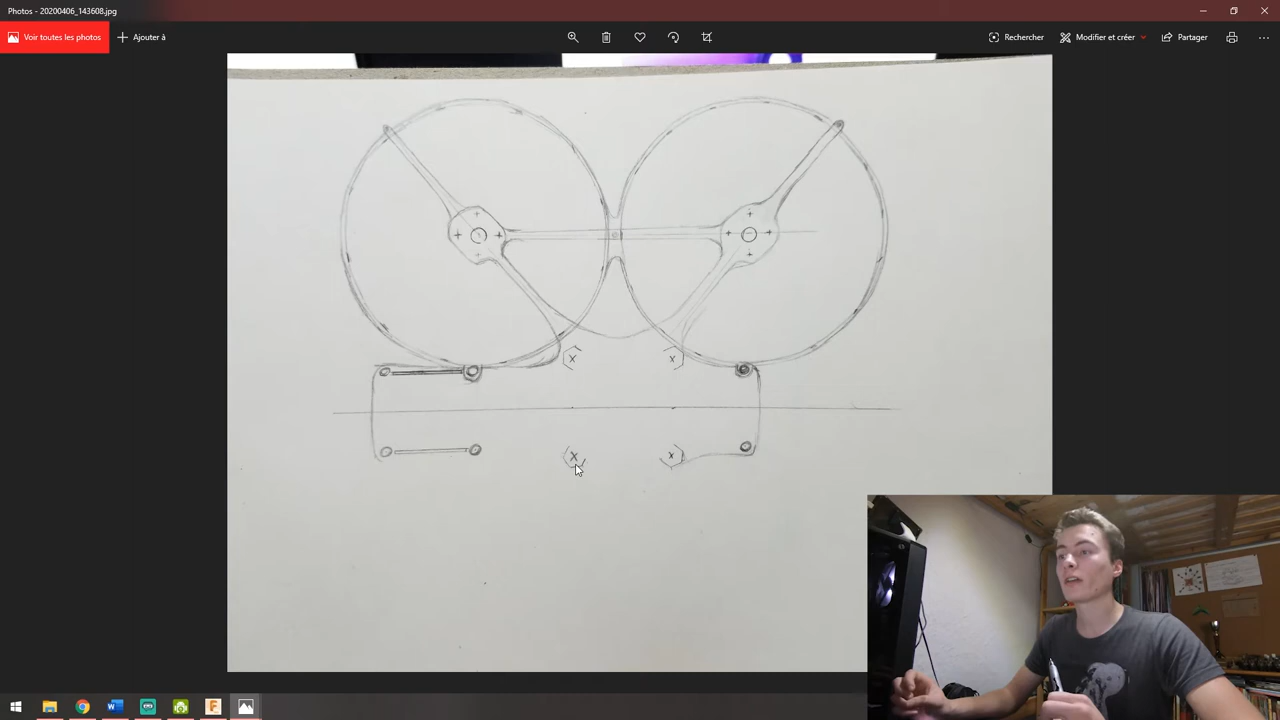 Photos - 20200406_143608.jpg
Voir toutes les photos
Ajouter à
Rechercher
Modifier et créer
Partager